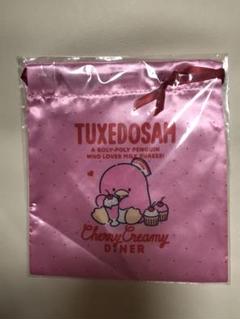 TUXEDOSAM
A ROLY-POLY PENGUIN
WHO LOVES MILK SHAKES!
Cherry Creamy
DINER